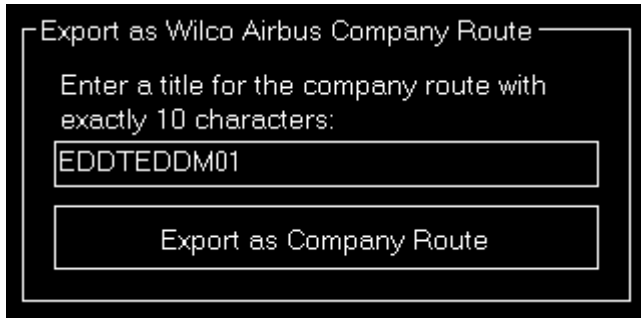 Export as Wilco Airbus Company Route
Enter a title for the company route with
exactly 10 characters:
EDDTEDDM01
Export as Company Route